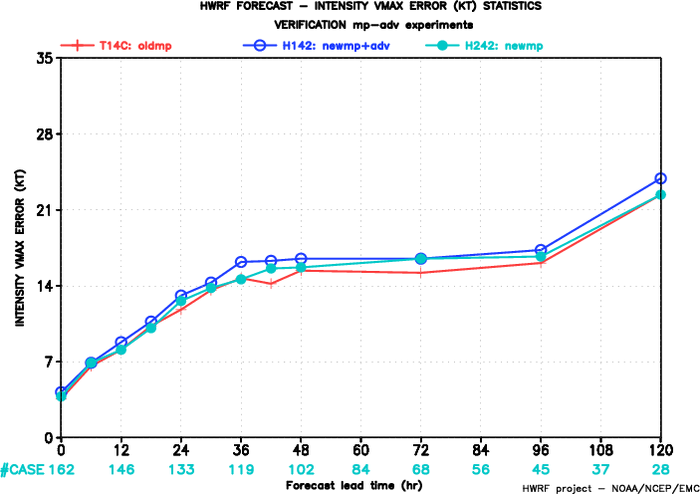 HWRF FORECAST – INTENSITY VMAX ERROR (KT) STATISTICS
VERIFICATION mp–adv experiments
T14C: oldmp H142: newmp+adv H242: newmp
35
28
21
14
7
0
INTENSITY VMAX ERROR (KT)
0 12 24 36 48 60 72 84 96 108 120
#CASE 162 146 133 119 102 84 68 56 45 37 28
Forecast lead time (hr)
HWRF project – NOAA/NCEP/EMC